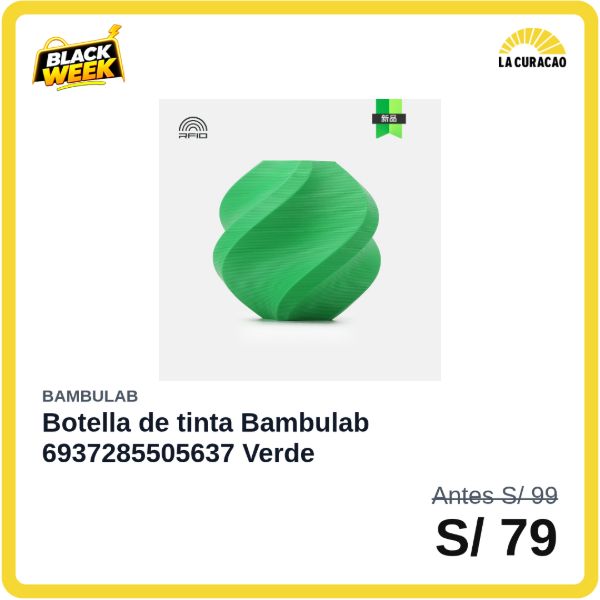 BLACK
WEEK
LA CURACAO
RFID
新品
BAMBULAB
Botella de tinta Bambulab
6937285505637 Verde
Antes S/ 99
S/ 79